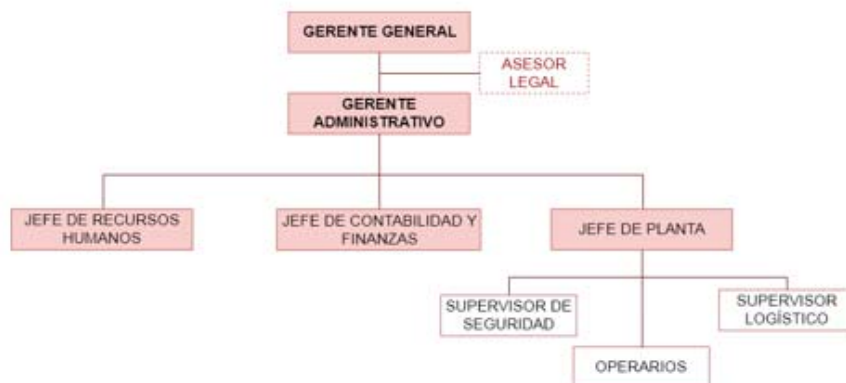 GERENTE GENERAL
ASESOR
LEGAL
GERENTE
ADMINISTRATIVO
JEFE DE RECURSOS
HUMANOS
JEFE DE CONTABILIDAD Y
FINANZAS
JEFE DE PLANTA
SUPERVISOR DE
SEGURIDAD
SUPERVISOR
LOGÍSTICO
OPERARIOS